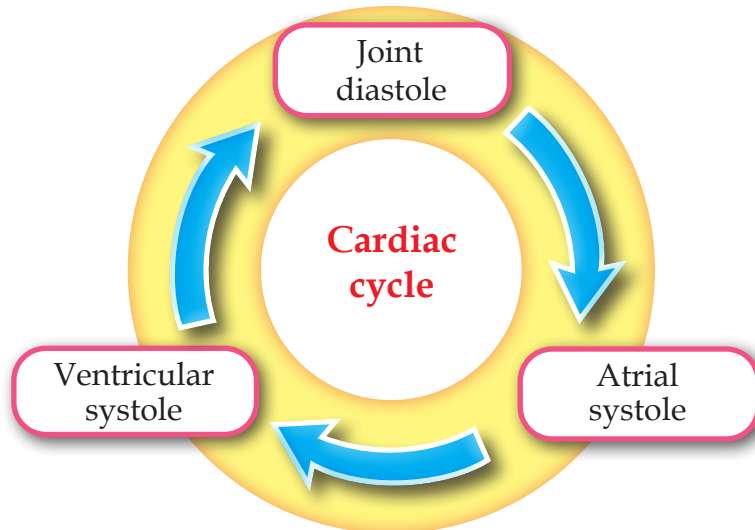 Joint
diastole
Cardiac
cycle
Ventricular
systole
Atrial
systole